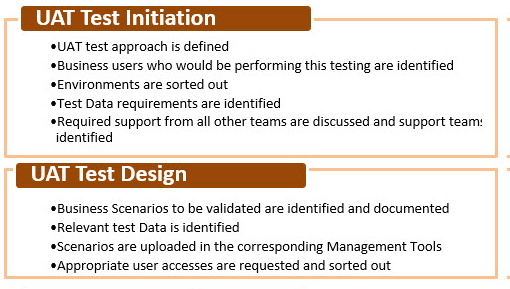 UAT Test Initiation
•UAT test approach is defined
•Business users who would be performing this testing are identified
•Environments are sorted out
•Test Data requirements are identified
•Required support from all other teams are discussed and support teams
identified
UAT Test Design
•Business Scenarios to be validated are identified and documented
•Relevant test Data is identified
•Scenarios are uploaded in the corresponding Management Tools
•Appropriate user accesses are requested and sorted out